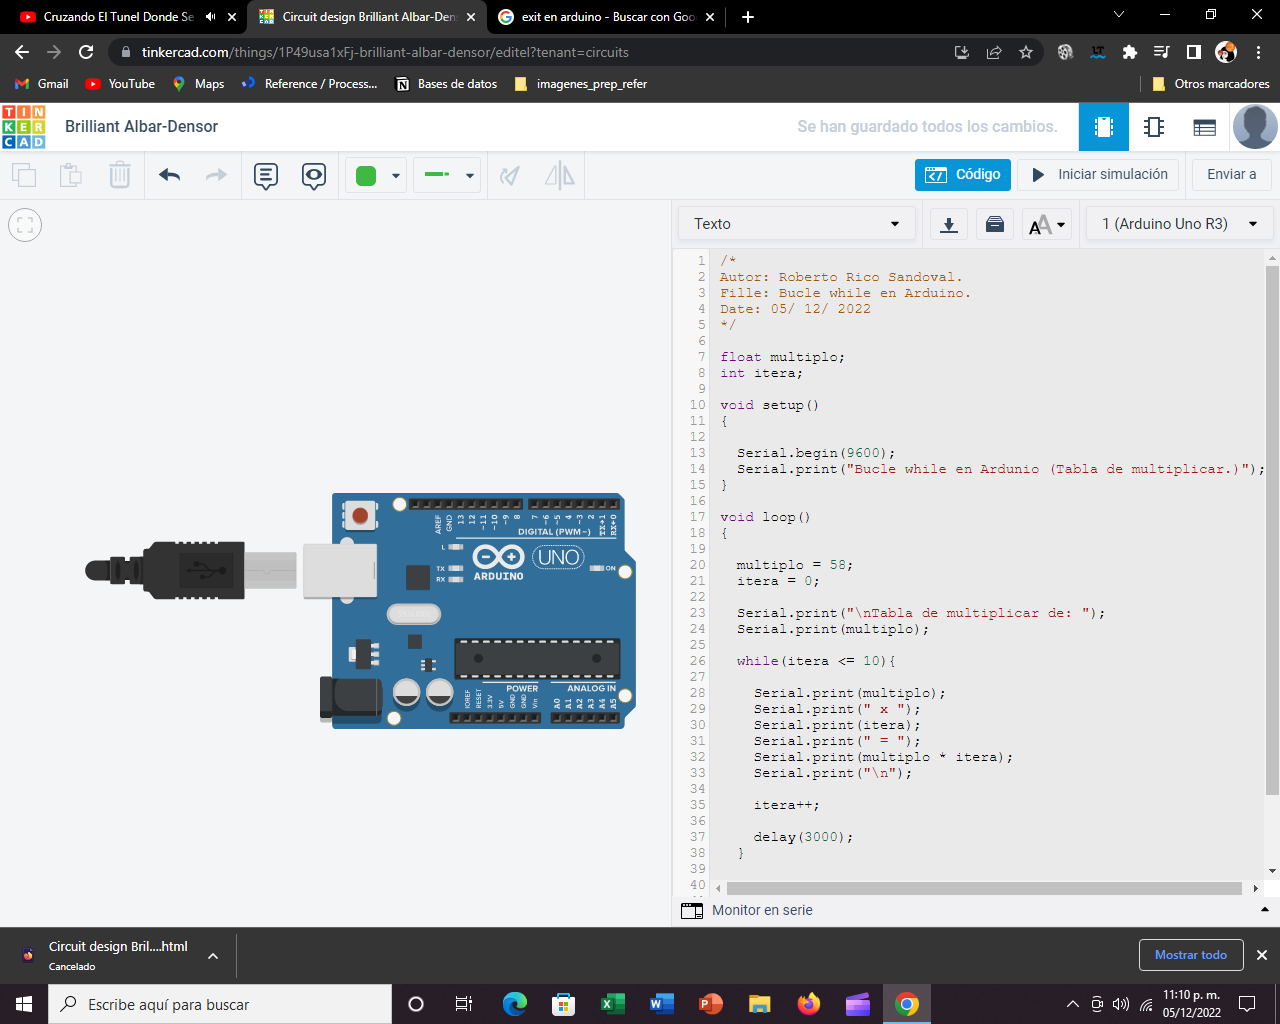 Cruzando El Tunel Donde Se
Circuit design Brilliant Albar-Den
exit en arduino - Buscar con Goo
tinkercad.com/things/1P49usa1xFj-brilliant-albar-densor/editel?tenant=circuits
Gmail
YouTube
Maps
Reference / Process...
Bases de datos
imagenes_prep_refer
Otros marcadores
TINKERCAD
Brilliant Albar-Densor
Se han guardado todos los cambios.
Código
Iniciar simulación
Enviar a
Texto
1 (Arduino Uno R3)
1 /*
2 Autor: Roberto Rico Sandoval.
3 Fille: Bucle while en Arduino.
4 Date: 05/ 12/ 2022
5 */
6
7 float multiplo;
8 int itera;
9
10 void setup()
11 {
12
13 Serial.begin(9600);
14 Serial.print("Bucle while en Ardunio (Tabla de multiplicar.)");
15 }
16
17 void loop()
18 {
19
20 multiplo = 58;
21 itera = 0;
22
23 Serial.print("\nTabla de multiplicar de: ");
24 Serial.print(multiplo);
25
26 while(itera <= 10){
27
28 Serial.print(multiplo);
29 Serial.print(" x ");
30 Serial.print(itera);
31 Serial.print(" = ");
32 Serial.print(multiplo * itera);
33 Serial.print("\n");
34
35 itera++;
36
37 delay(3000);
38 }
39
40
AREF
GND
13
12
~11
~10
~9
8
7
~6
~5
4
~3
2
TX→1
RX←0
DIGITAL (PWM~)
L
TX
RX
ARDUINO
UNO
ON
POWER
ANALOG IN
IOREF
RESET
3.3V
5V
GND
GND
Vin
A0
A1
A2
A3
A4
A5
Monitor en serie
Circuit design Bril....html
Cancelado
Mostrar todo
Escribe aquí para buscar
11:10 p. m.
05/12/2022